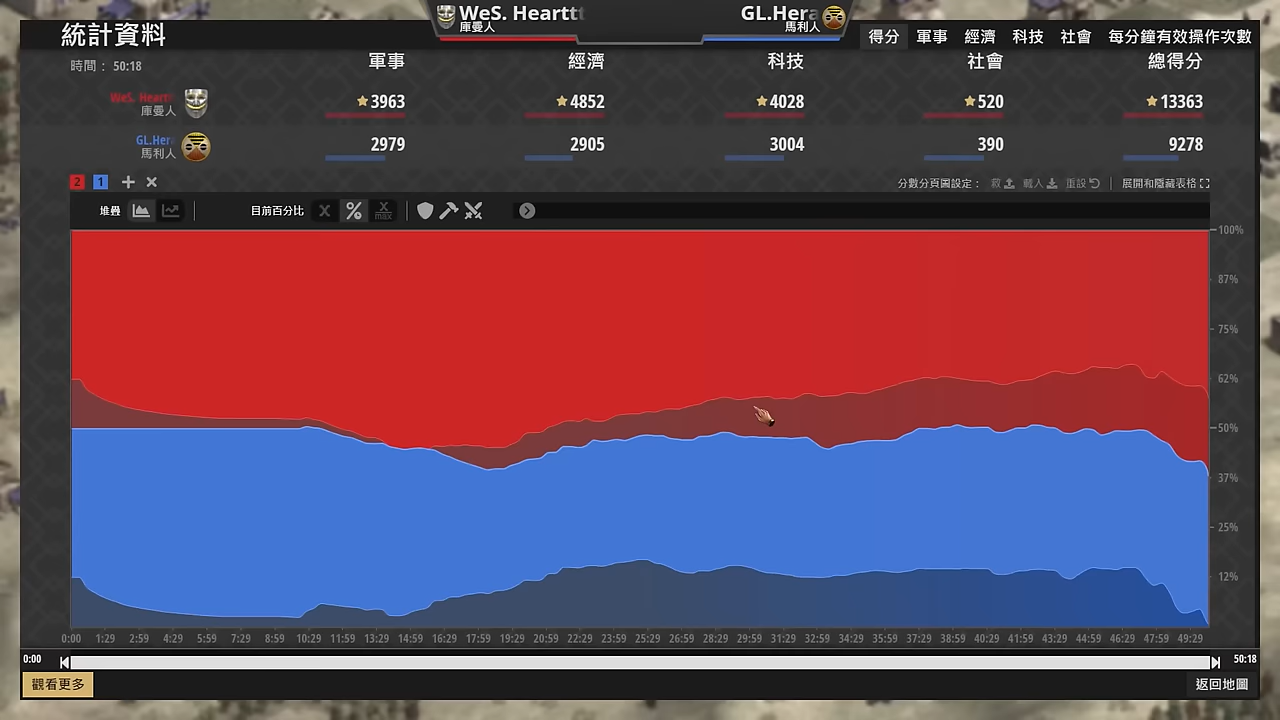 WeS. Hearttt
庫曼人
GL.Hera
馬利人
統計資料
得分 軍事 經濟 科技 社會 每分鐘有效操作次數
時間： 50:18
軍事 經濟 科技 社會 總得分
WeS. Heartt
庫曼人
3963 4852 4028 520 13363
GL.Hera
馬利人
2979 2905 3004 390 9278
2 1
分數分頁圖設定： 救 載入 重設 展開和隱藏表格
堆疊 目前百分比 X % X max
100%
87%
75%
62%
50%
37%
25%
12%
0:00 1:29 2:59 4:29 5:59 7:29 8:59 10:29 11:59 13:29 14:59 16:29 17:59 19:29 20:59 22:29 23:59 25:29 26:59 28:29 29:59 31:29 32:59 34:29 35:59 37:29 38:59 40:29 41:59 43:29 44:59 46:29 47:59 49:29
0:00 50:18
觀看更多 返回地圖